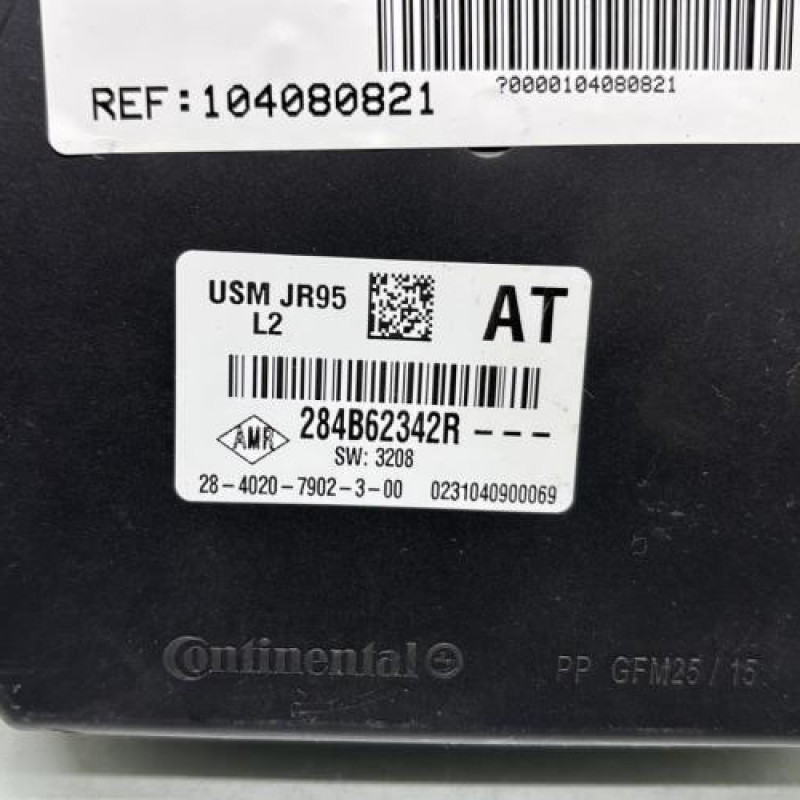 ?0000104080821
REF:104080821
USM JR95
L2
AT
284B62342R---
AMR
SW: 3208
28-4020-7902-3-00 0231040900069
Continental
PP GFM25/15